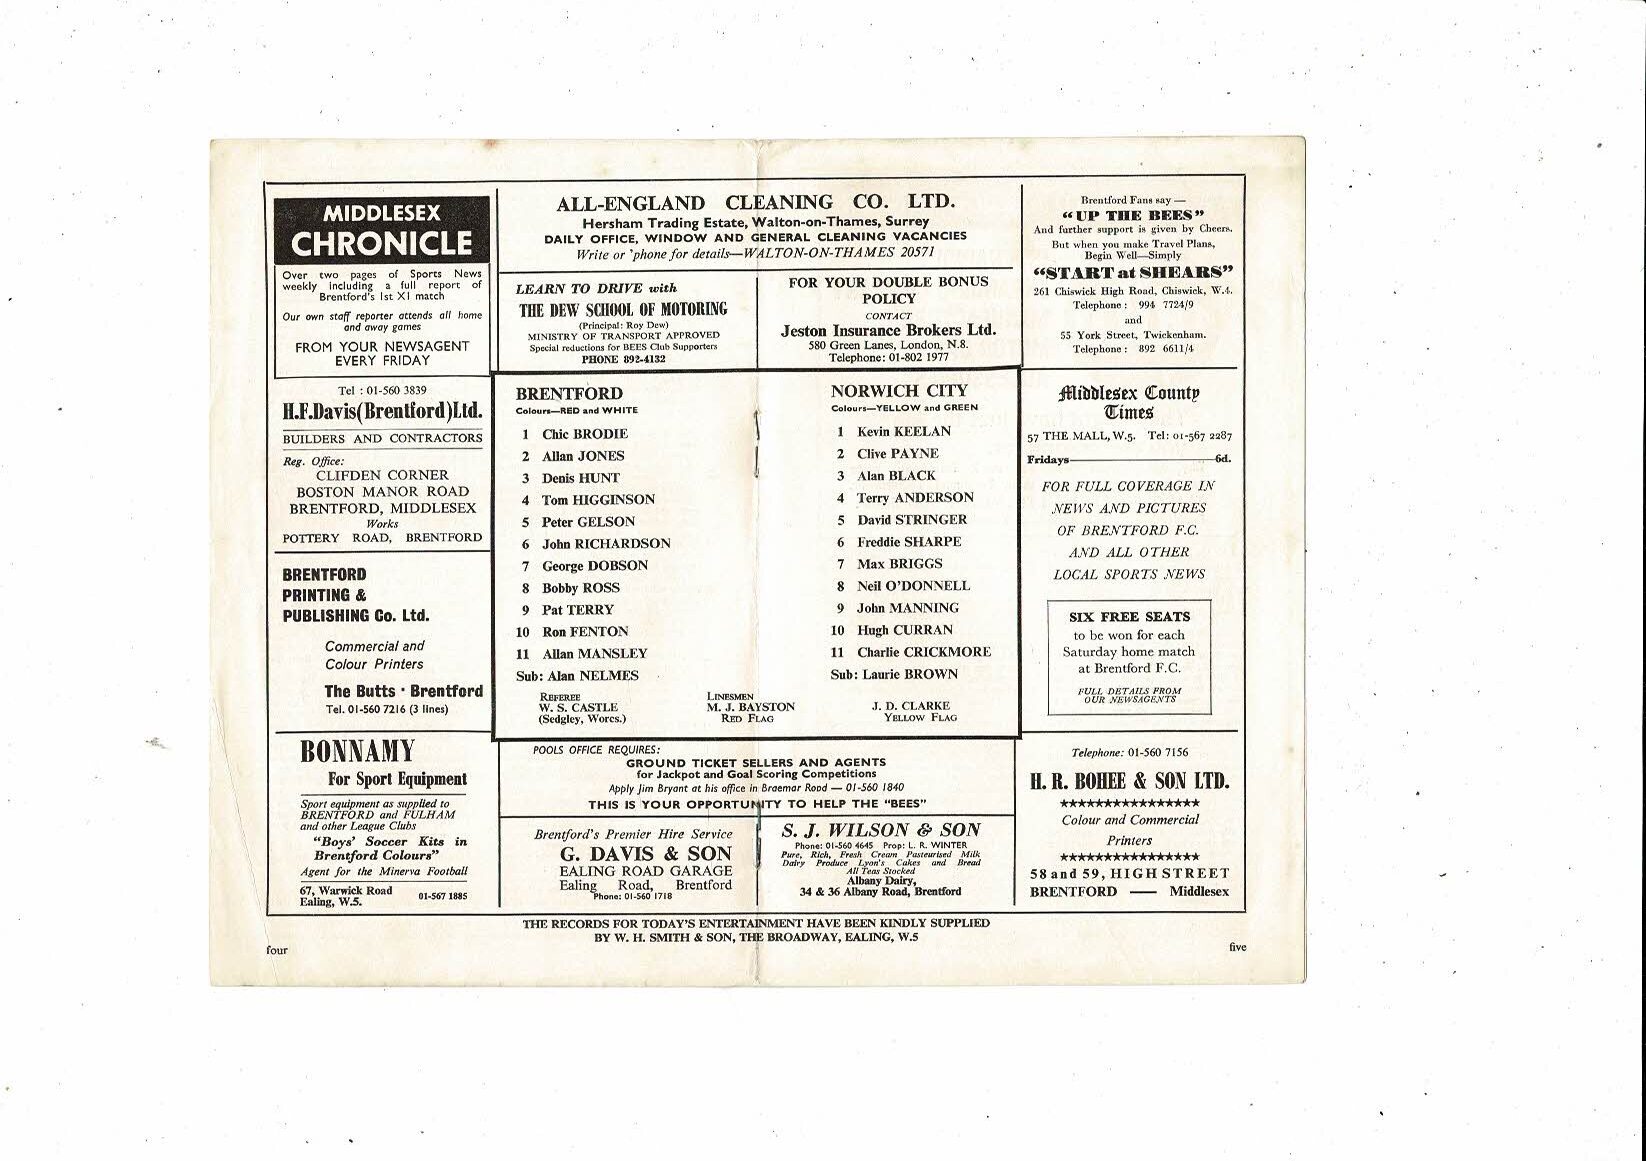 MIDDLESEX
CHRONICLE
Over two pages of Sports News
weekly including a full report of
Brentford's 1st XI match
Our own staff reporter attends all home
and away games
FROM YOUR NEWSAGENT
EVERY FRIDAY
ALL-ENGLAND CLEANING CO. LTD.
Hersham Trading Estate, Walton-on-Thames, Surrey
DAILY OFFICE, WINDOW AND GENERAL CLEANING VACANCIES
Write or 'phone for details—WALTON-ON-THAMES 20571
LEARN TO DRIVE with
THE DEW SCHOOL OF MOTORING
(Principal: Roy Dew)
MINISTRY OF TRANSPORT APPROVED
Special reductions for BEES Club Supporters
PHONE 892-4132
FOR YOUR DOUBLE BONUS
POLICY
CONTACT
Jeston Insurance Brokers Ltd.
580 Green Lanes, London, N.8.
Telephone: 01-802 1977
Brentford Fans say —
"UP THE BEES"
And further support is given by Cheers.
But when you make Travel Plans,
Begin Well—Simply
"START at SHEARS"
261 Chiswick High Road, Chiswick, W.4.
Telephone : 994 7724/9
and
55 York Street, Twickenham.
Telephone : 892 6611/4
Tel : 01-560 3839
H.F.Davis(Brentford)Ltd.
BUILDERS AND CONTRACTORS
Reg. Office:
CLIFDEN CORNER
BOSTON MANOR ROAD
BRENTFORD, MIDDLESEX
Works
POTTERY ROAD, BRENTFORD
BRENTFORD
PRINTING &
PUBLISHING Co. Ltd.
Commercial and
Colour Printers
The Butts · Brentford
Tel. 01-560 7216 (3 lines)
BRENTFORD
Colours—RED and WHITE
1 Chic BRODIE
2 Allan JONES
3 Denis HUNT
4 Tom HIGGINSON
5 Peter GELSON
6 John RICHARDSON
7 George DOBSON
8 Bobby ROSS
9 Pat TERRY
10 Ron FENTON
11 Allan MANSLEY
Sub: Alan NELMES
NORWICH CITY
Colours—YELLOW and GREEN
1 Kevin KEELAN
2 Clive PAYNE
3 Alan BLACK
4 Terry ANDERSON
5 David STRINGER
6 Freddie SHARPE
7 Max BRIGGS
8 Neil O'DONNELL
9 John MANNING
10 Hugh CURRAN
11 Charlie CRICKMORE
Sub: Laurie BROWN
REFEREE
W. S. CASTLE
(Sedgley, Worcs.)
LINESMEN
M. J. BAYSTON
RED FLAG
J. D. CLARKE
YELLOW FLAG
Middlesex County
Times
57 THE MALL, W.5. Tel: 01-567 2287
Fridays 6d.
FOR FULL COVERAGE IN
NEWS AND PICTURES
OF BRENTFORD F.C.
AND ALL OTHER
LOCAL SPORTS NEWS
SIX FREE SEATS
to be won for each
Saturday home match
at Brentford F.C.
FULL DETAILS FROM
OUR NEWSAGENTS
BONNAMY
For Sport Equipment
Sport equipment as supplied to
BRENTFORD and FULHAM
and other League Clubs
"Boys' Soccer Kits in
Brentford Colours"
Agent for the Minerva Football
67, Warwick Road
Ealing, W.5. 01-567 1885
POOLS OFFICE REQUIRES:
GROUND TICKET SELLERS AND AGENTS
for Jackpot and Goal Scoring Competitions
Apply Jim Bryant at his office in Braemar Road — 01-560 1840
THIS IS YOUR OPPORTUNITY TO HELP THE "BEES"
Brentford's Premier Hire Service
G. DAVIS & SON
EALING ROAD GARAGE
Ealing Road, Brentford
Phone: 01-560 1718
S. J. WILSON & SON
Phone: 01-560 4645 Prop: L. R. WINTER
Pure, Rich, Fresh Cream Pasteurised Milk
Dairy Produce Lyon's Cakes and Bread
All Teas Stocked
Albany Dairy,
34 & 36 Albany Road, Brentford
Telephone: 01-560 7156
H. R. BOHEE & SON LTD.
★★★★★★★★★★★★★★★★
Colour and Commercial
Printers
★★★★★★★★★★★★★★★★
58 and 59, HIGH STREET
BRENTFORD —— Middlesex
THE RECORDS FOR TODAY'S ENTERTAINMENT HAVE BEEN KINDLY SUPPLIED
BY W. H. SMITH & SON, THE BROADWAY, EALING, W.5
four
five